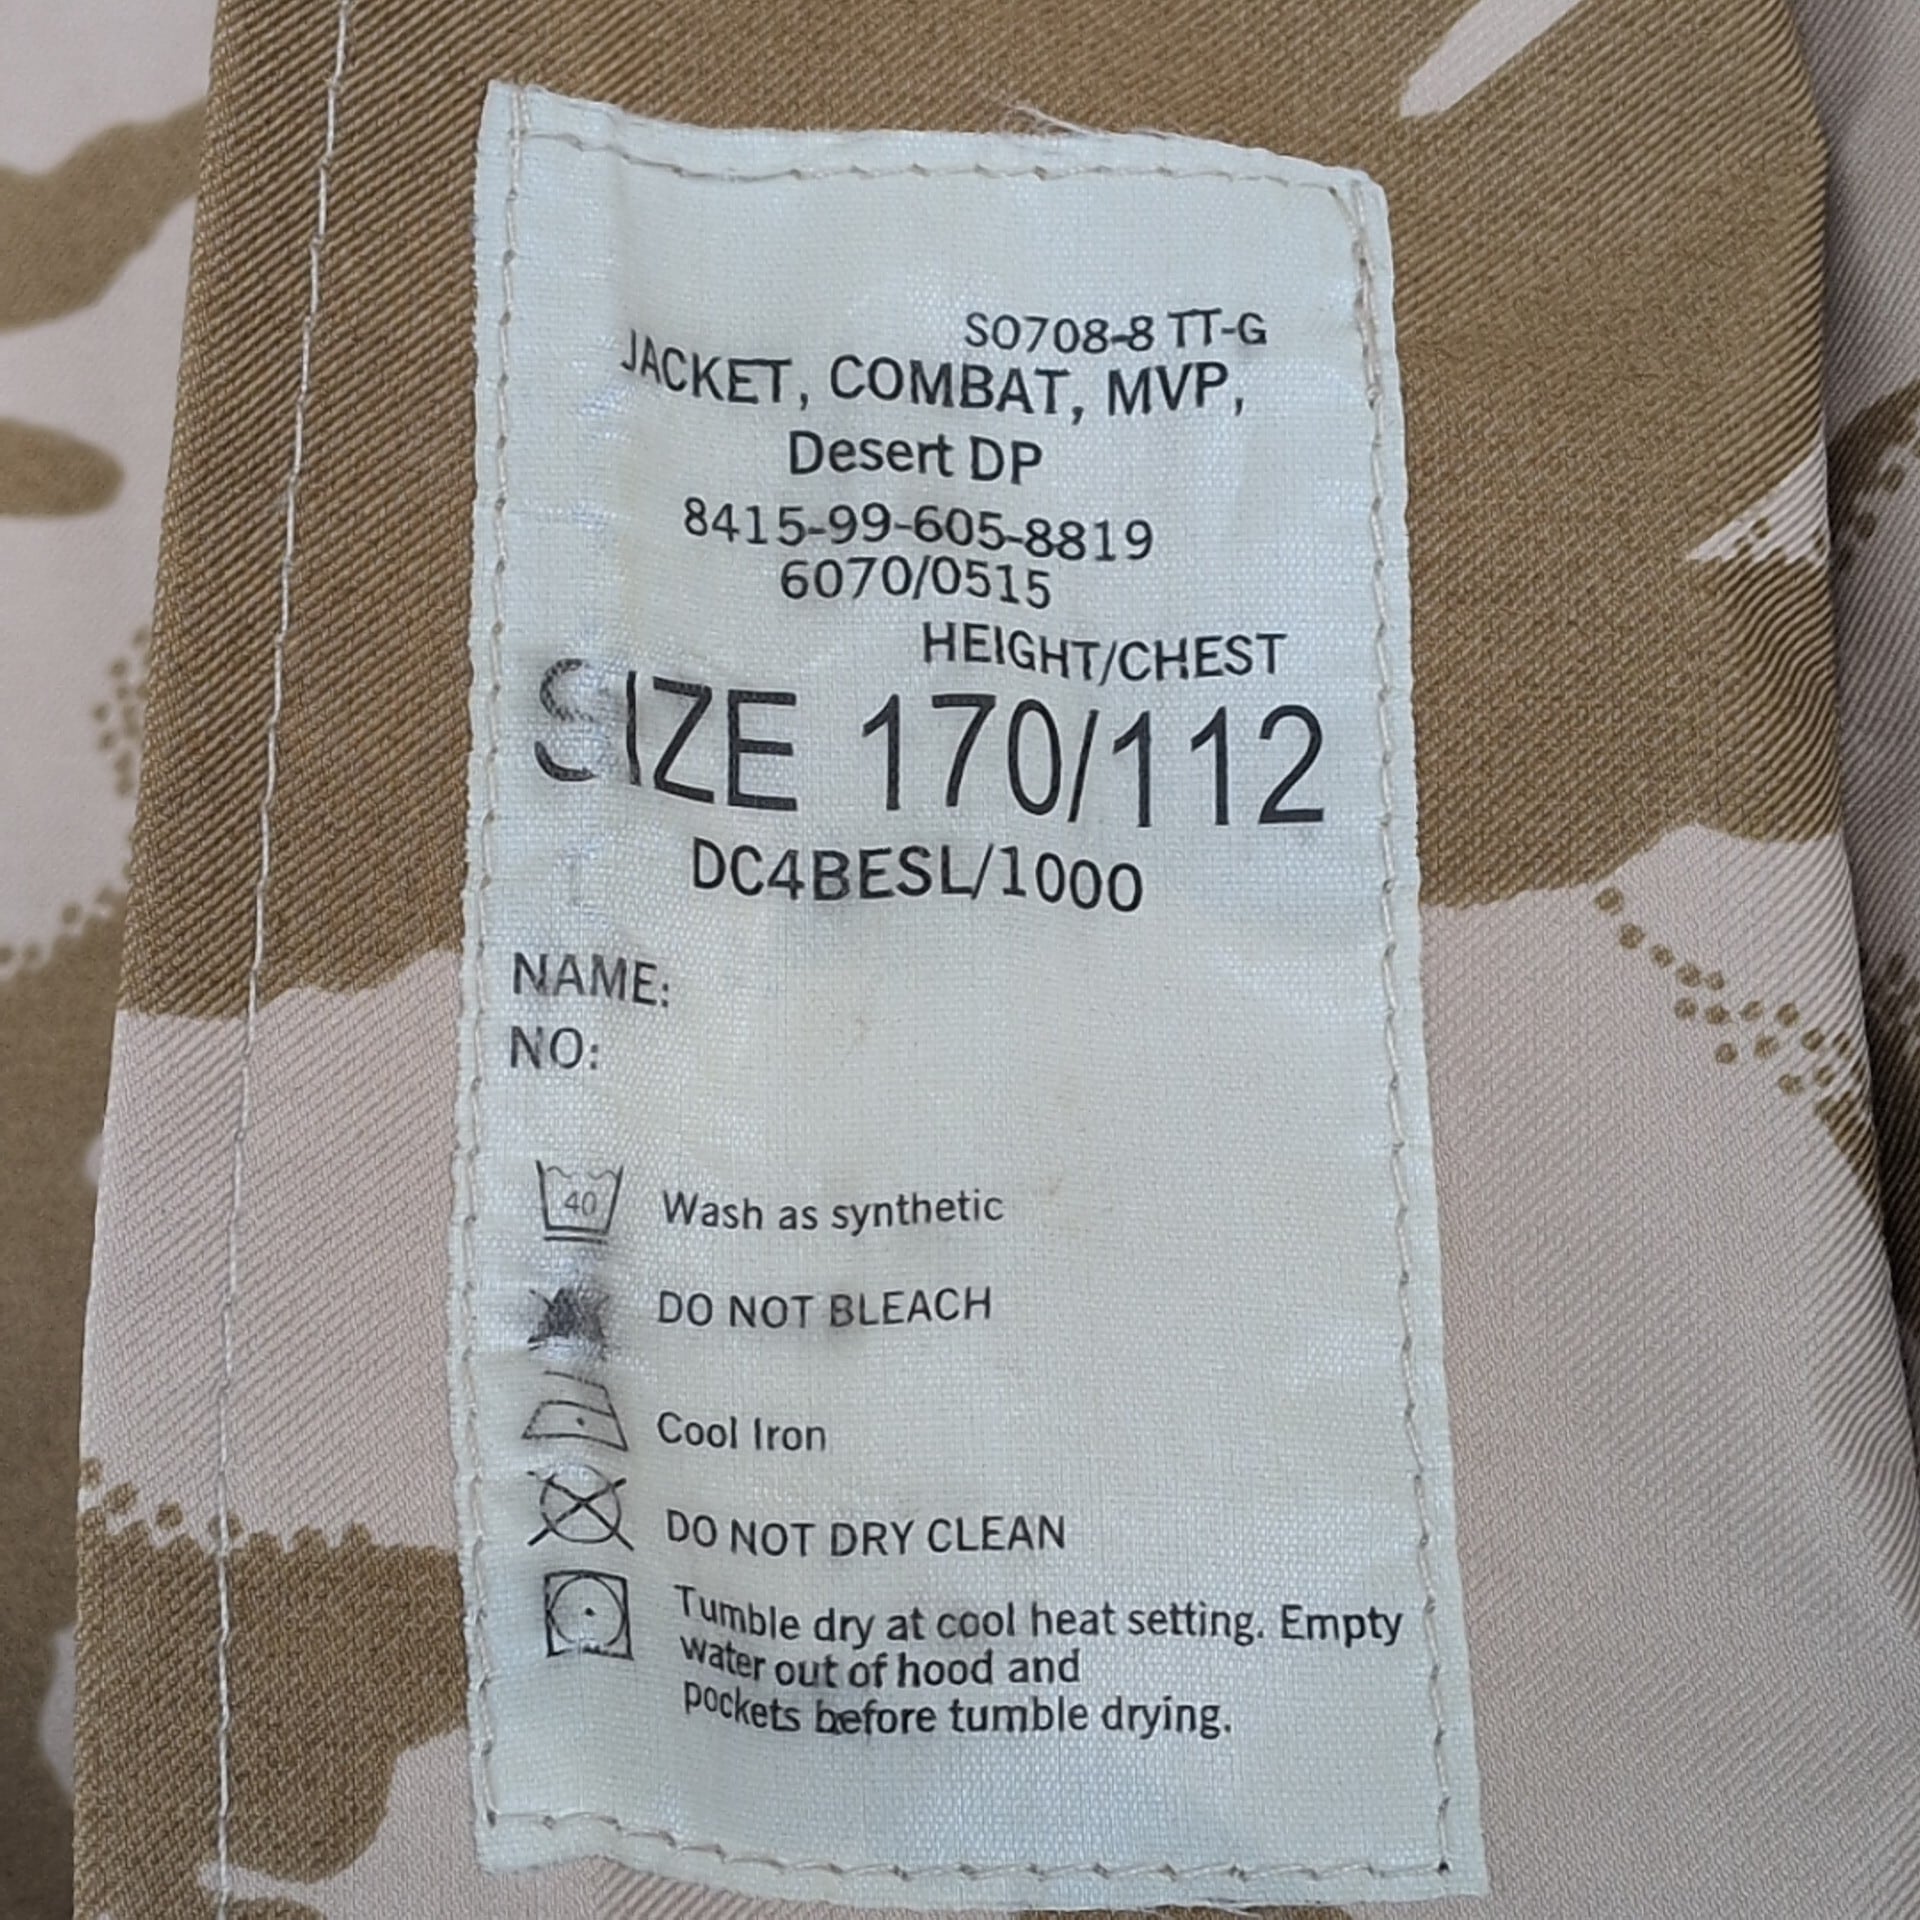 SO708-8 TT-G
JACKET, COMBAT, MVP,
Desert DP
8415-99-605-8819
6070/0515
HEIGHT/CHEST
SIZE 170/112
DC4BESL/1000
NAME:
NO:
40 Wash as synthetic
DO NOT BLEACH
Cool Iron
DO NOT DRY CLEAN
Tumble dry at cool heat setting. Empty
water out of hood and
pockets before tumble drying.